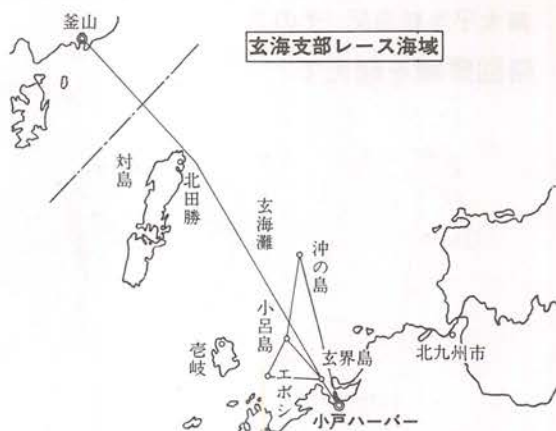 釜山
玄海支部レース海域
対島
北田勝
玄海灘
沖の島
小呂島
壱岐
エボシ
玄界島
北九州市
小戸ハーバー